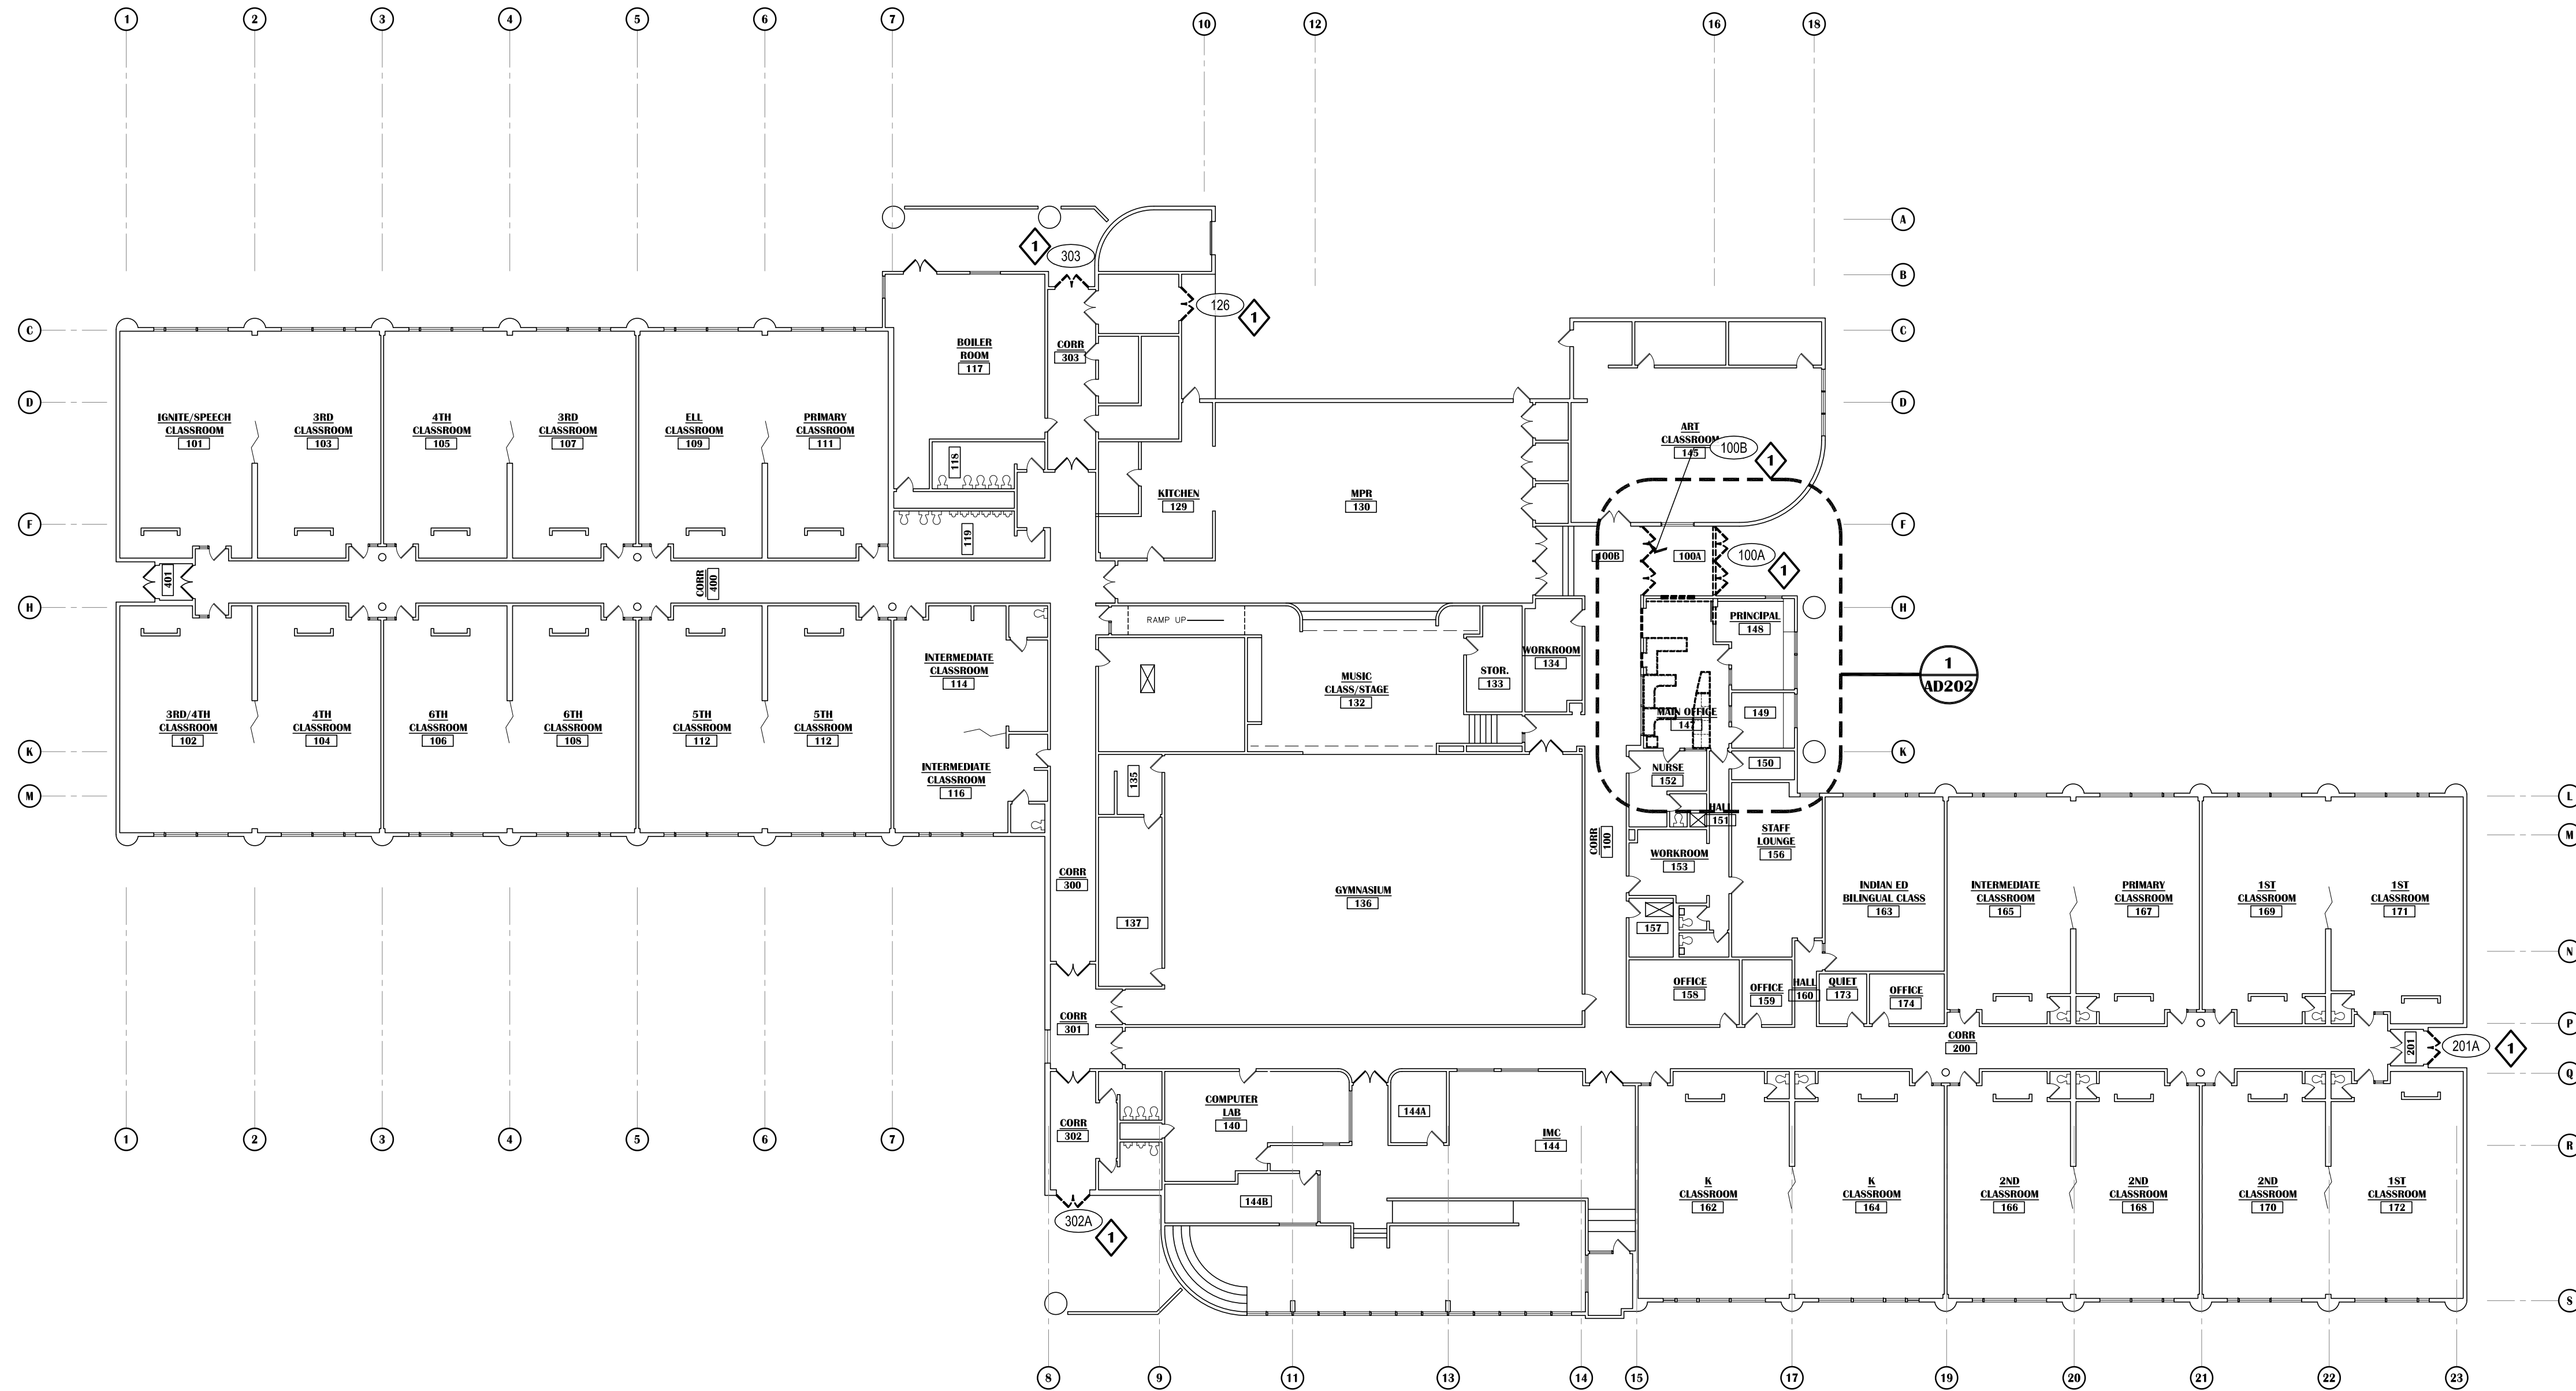 1 2 3 4 5 6 7 10 12 16 18
A
B
C C
D D
F F
H H
K K
M
L
M
N
P
Q
R
S
1
303
126
1
BOILER
ROOM
117
CORR
303
IGNITE/SPEECH
CLASSROOM
101
3RD
CLASSROOM
103
4TH
CLASSROOM
105
3RD
CLASSROOM
107
ELL
CLASSROOM
109
PRIMARY
CLASSROOM
111
118
119
KITCHEN
129
MPR
130
ART
CLASSROOM
145
100B
1
100B
100A
100A
1
401
CORR
400
RAMP UP
3RD/4TH
CLASSROOM
102
4TH
CLASSROOM
104
6TH
CLASSROOM
106
6TH
CLASSROOM
108
5TH
CLASSROOM
112
5TH
CLASSROOM
112
INTERMEDIATE
CLASSROOM
114
INTERMEDIATE
CLASSROOM
116
MUSIC
CLASS/STAGE
132
STOR.
133
WORKROOM
134
PRINCIPAL
148
MAIN OFFICE
147
149
150
1
AD202
NURSE
152
HALL
151
135
137
CORR
300
GYMNASIUM
136
CORR
100
WORKROOM
153
STAFF
LOUNGE
156
157
INDIAN ED
BILINGUAL CLASS
163
INTERMEDIATE
CLASSROOM
165
PRIMARY
CLASSROOM
167
1ST
CLASSROOM
169
1ST
CLASSROOM
171
OFFICE
158
OFFICE
159
HALL
160
QUIET
173
OFFICE
174
CORR
301
CORR
200
201
201A
1
CORR
302
COMPUTER
LAB
140
144A
IMC
144
144B
302A
1
K
CLASSROOM
162
K
CLASSROOM
164
2ND
CLASSROOM
166
2ND
CLASSROOM
168
2ND
CLASSROOM
170
1ST
CLASSROOM
172
1 2 3 4 5 6 7
8 9 11 13 14 15 17 19 20 21 22 23